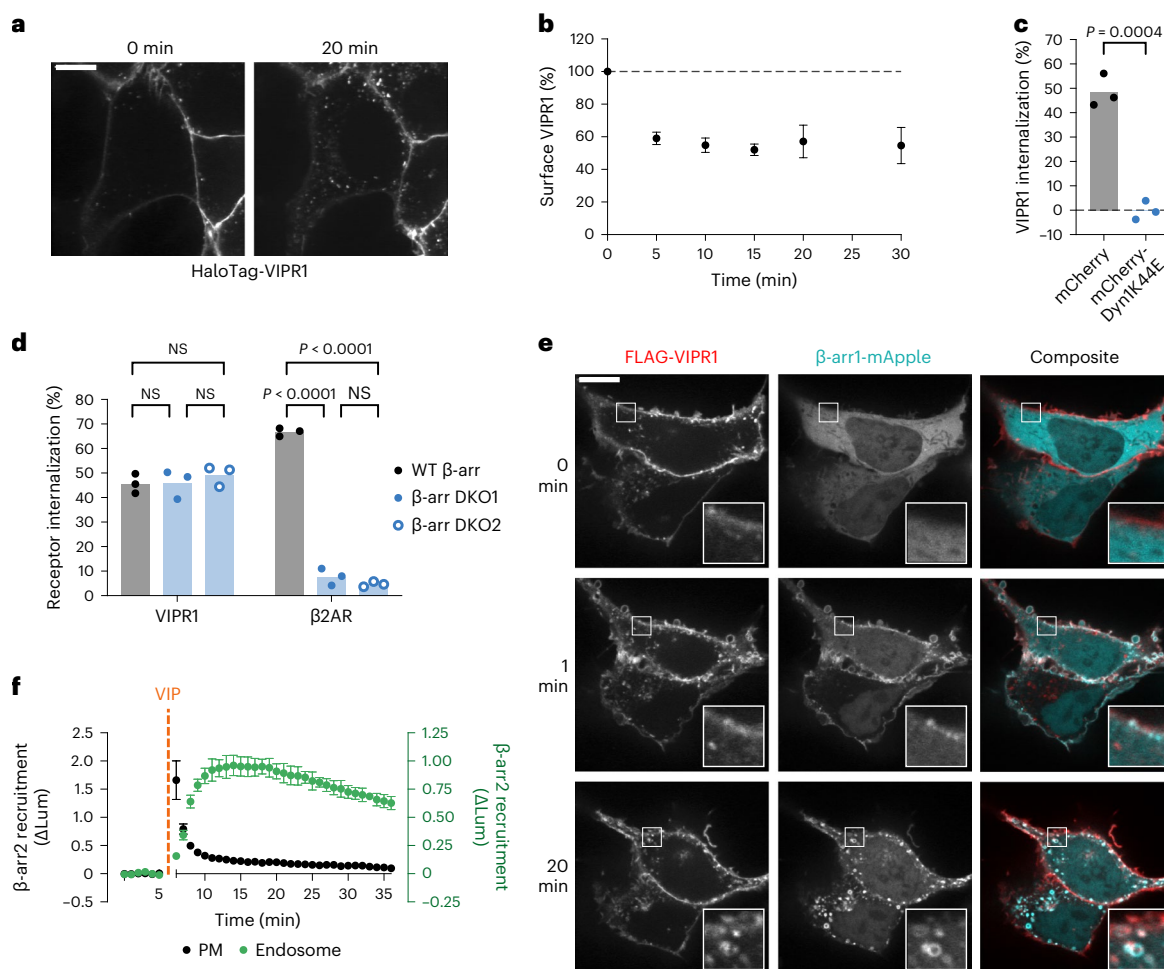 a
0 min
20 min
HaloTag-VIPR1
b
120
100
80
60
40
20
0
Surface VIPR1 (%)
0
5
10
15
20
25
30
Time (min)
c
P = 0.0004
70
60
50
40
30
20
10
0
−10
VIPR1 internalization (%)
mCherry
mCherry-
Dyn1K44E
d
NS
P < 0.0001
NS
NS
P < 0.0001
NS
80
70
60
50
40
30
20
10
0
Receptor internalization (%)
VIPR1
β2AR
WT β-arr
β-arr DKO1
β-arr DKO2
e
FLAG-VIPR1
β-arr1-mApple
Composite
0
min
1
min
20
min
f
VIP
2.5
2.0
1.5
1.0
0.5
0
−0.5
β-arr2 recruitment
(ΔLum)
1.25
1.00
0.75
0.50
0.25
0
−0.25
β-arr2 recruitment
(ΔLum)
5
10
15
20
25
30
35
Time (min)
PM
Endosome